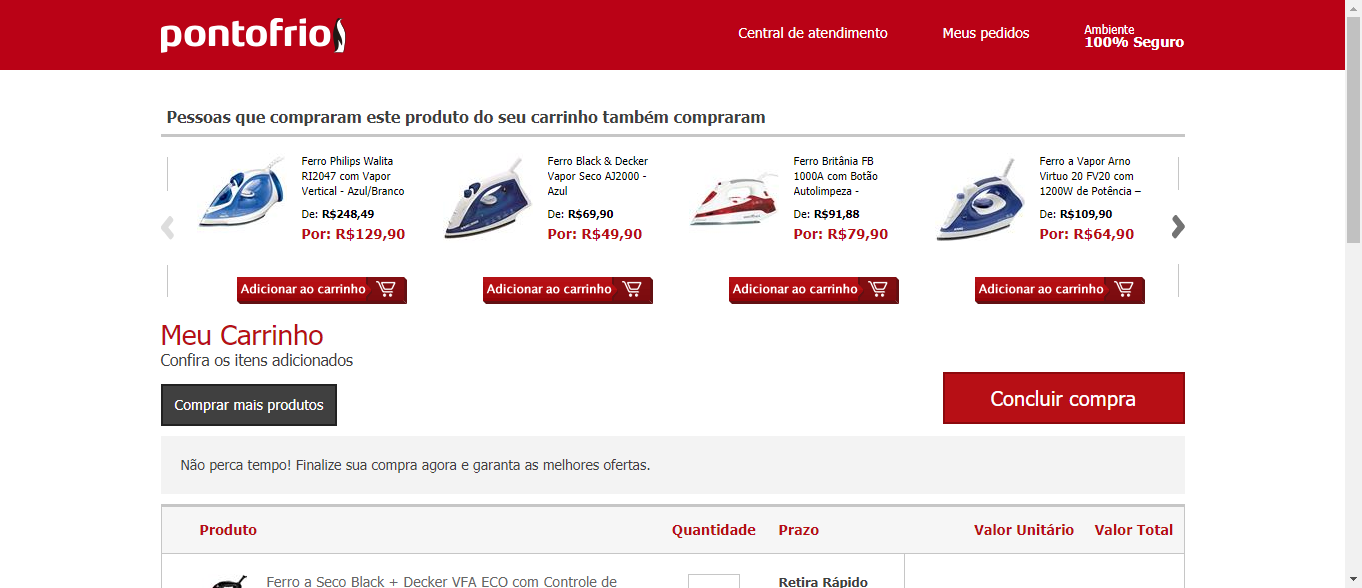 pontofrio
Central de atendimento
Meus pedidos
Ambiente
100% Seguro
Pessoas que compraram este produto do seu carrinho também compraram
Ferro Philips Walita
RI2047 com Vapor
Vertical - Azul/Branco
De: R$248,49
Por: R$129,90
Adicionar ao carrinho
Ferro Black & Decker
Vapor Seco AJ2000 -
Azul
De: R$69,90
Por: R$49,90
Adicionar ao carrinho
Ferro Britânia FB
1000A com Botão
Autolimpeza -
De: R$91,88
Por: R$79,90
Adicionar ao carrinho
Ferro a Vapor Arno
Virtuo 20 FV20 com
1200W de Potência –
De: R$109,90
Por: R$64,90
Adicionar ao carrinho
Meu Carrinho
Confira os itens adicionados
Comprar mais produtos
Concluir compra
Não perca tempo! Finalize sua compra agora e garanta as melhores ofertas.
Produto Quantidade Prazo Valor Unitário Valor Total
Ferro a Seco Black + Decker VFA ECO com Controle de
Retira Rápido